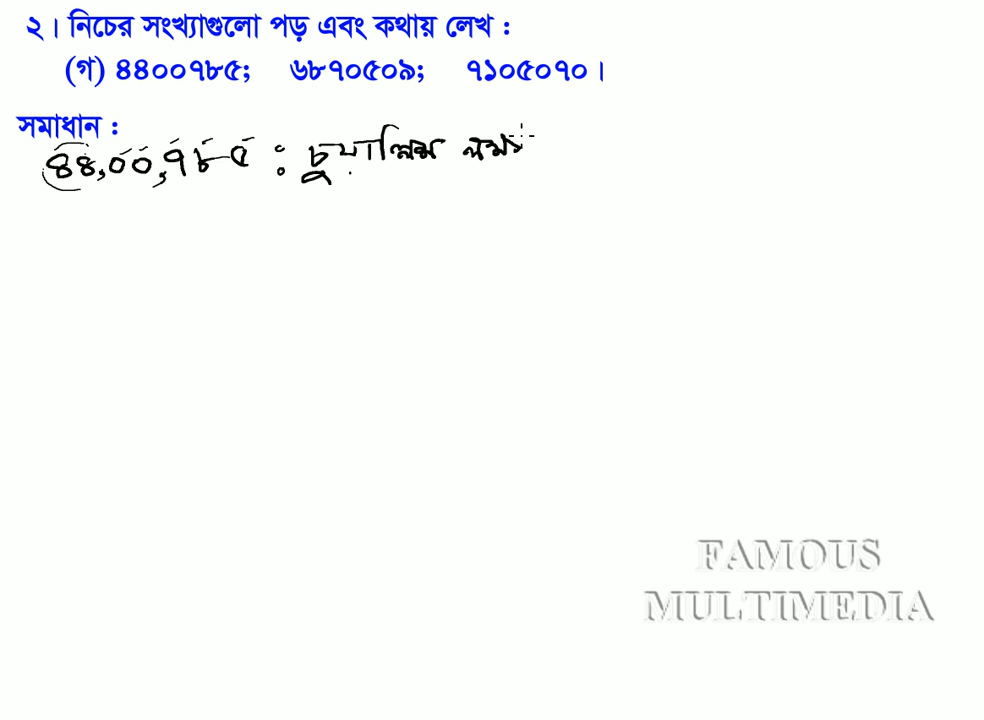 ২। নিচের সংখ্যাগুলো পড় এবং কথায় লেখ :
(গ) ৪৪০০৭৮৫; ৬৮৭০৫০৯; ৭১০৫০৭০।
সমাধান :
৪৪,০০,৭৮৫ : চুয়াল্লিশ লক্ষ
FAMOUS
MULTIMEDIA